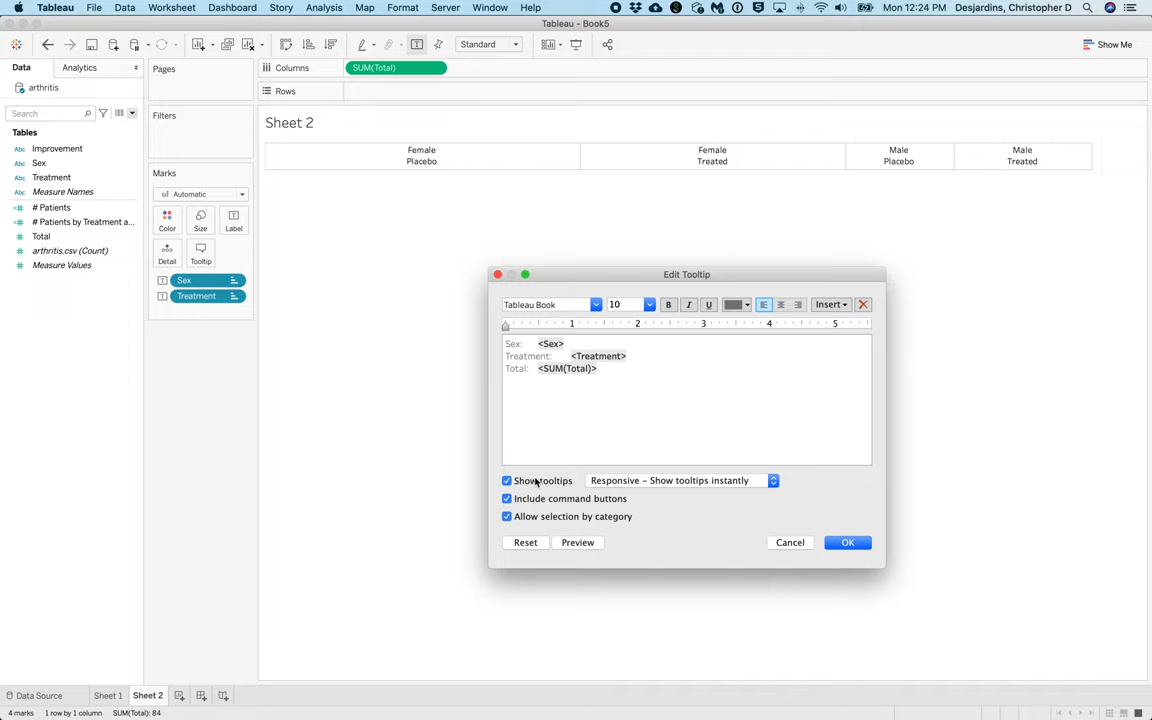 Tableau File Data Worksheet Dashboard Story Analysis Map Format Server Window Help Mon 12:24 PM Desjardins, Christopher D
Tableau - Book5
Standard Show Me
Data Analytics Pages Columns SUM(Total)
arthritis Rows
Search Filters
Sheet 2
Tables
Abc Improvement
Abc Sex
Abc Treatment
Abc Measure Names
# Patients
# Patients by Treatment a...
Total
arthritis.csv (Count)
Measure Values
Marks
Automatic
Color Size Label
Detail Tooltip
Sex
Treatment
Female Female Male Male
Placebo Treated Placebo Treated
Edit Tooltip
Tableau Book 10 B I U Insert
1 2 3 4 5
Sex: <Sex>
Treatment: <Treatment>
Total: <SUM(Total)>
Show tooltips Responsive – Show tooltips instantly
Include command buttons
Allow selection by category
Reset Preview Cancel OK
Data Source Sheet 1 Sheet 2
4 marks 1 row by 1 column SUM(Total): 84